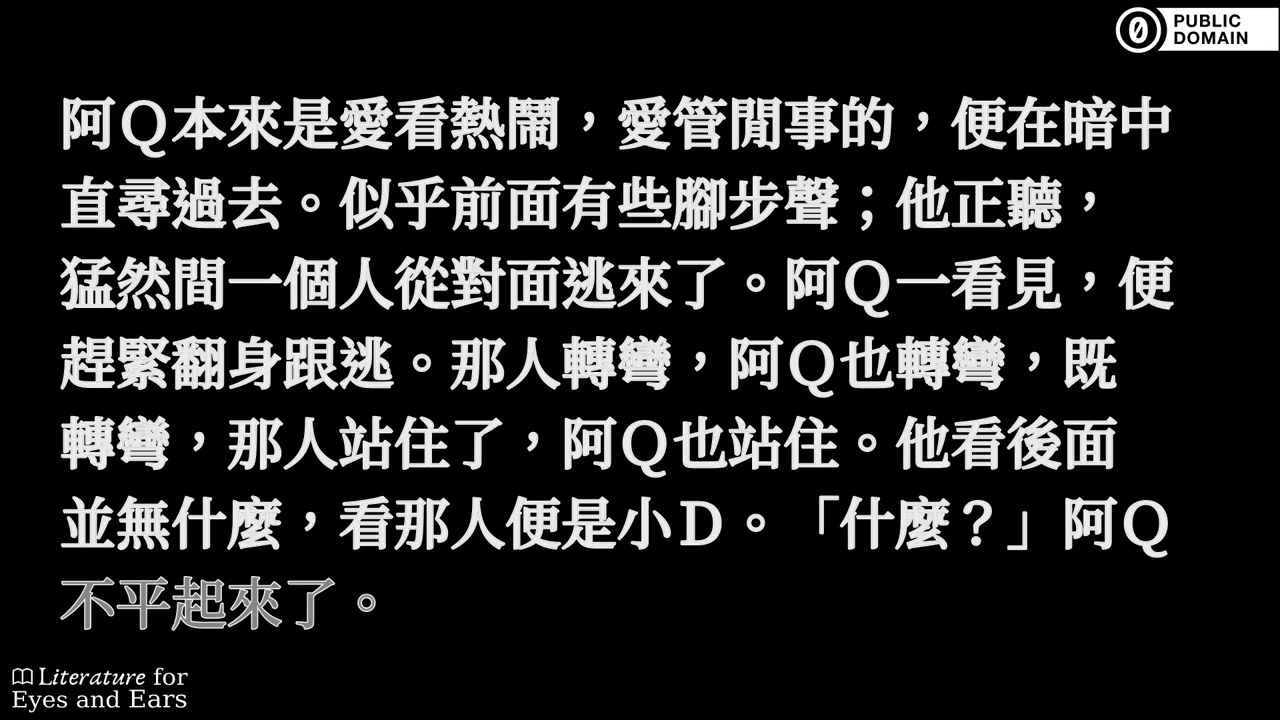 PUBLIC
DOMAIN
阿Q本來是愛看熱鬧，愛管閒事的，便在暗中
直尋過去。似乎前面有些腳步聲；他正聽，
猛然間一個人從對面逃來了。阿Q一看見，便
趕緊翻身跟逃。那人轉彎，阿Q也轉彎，既
轉彎，那人站住了，阿Q也站住。他看後面
並無什麼，看那人便是小D。「什麼？」阿Q
不平起來了。
Literature for
Eyes and Ears